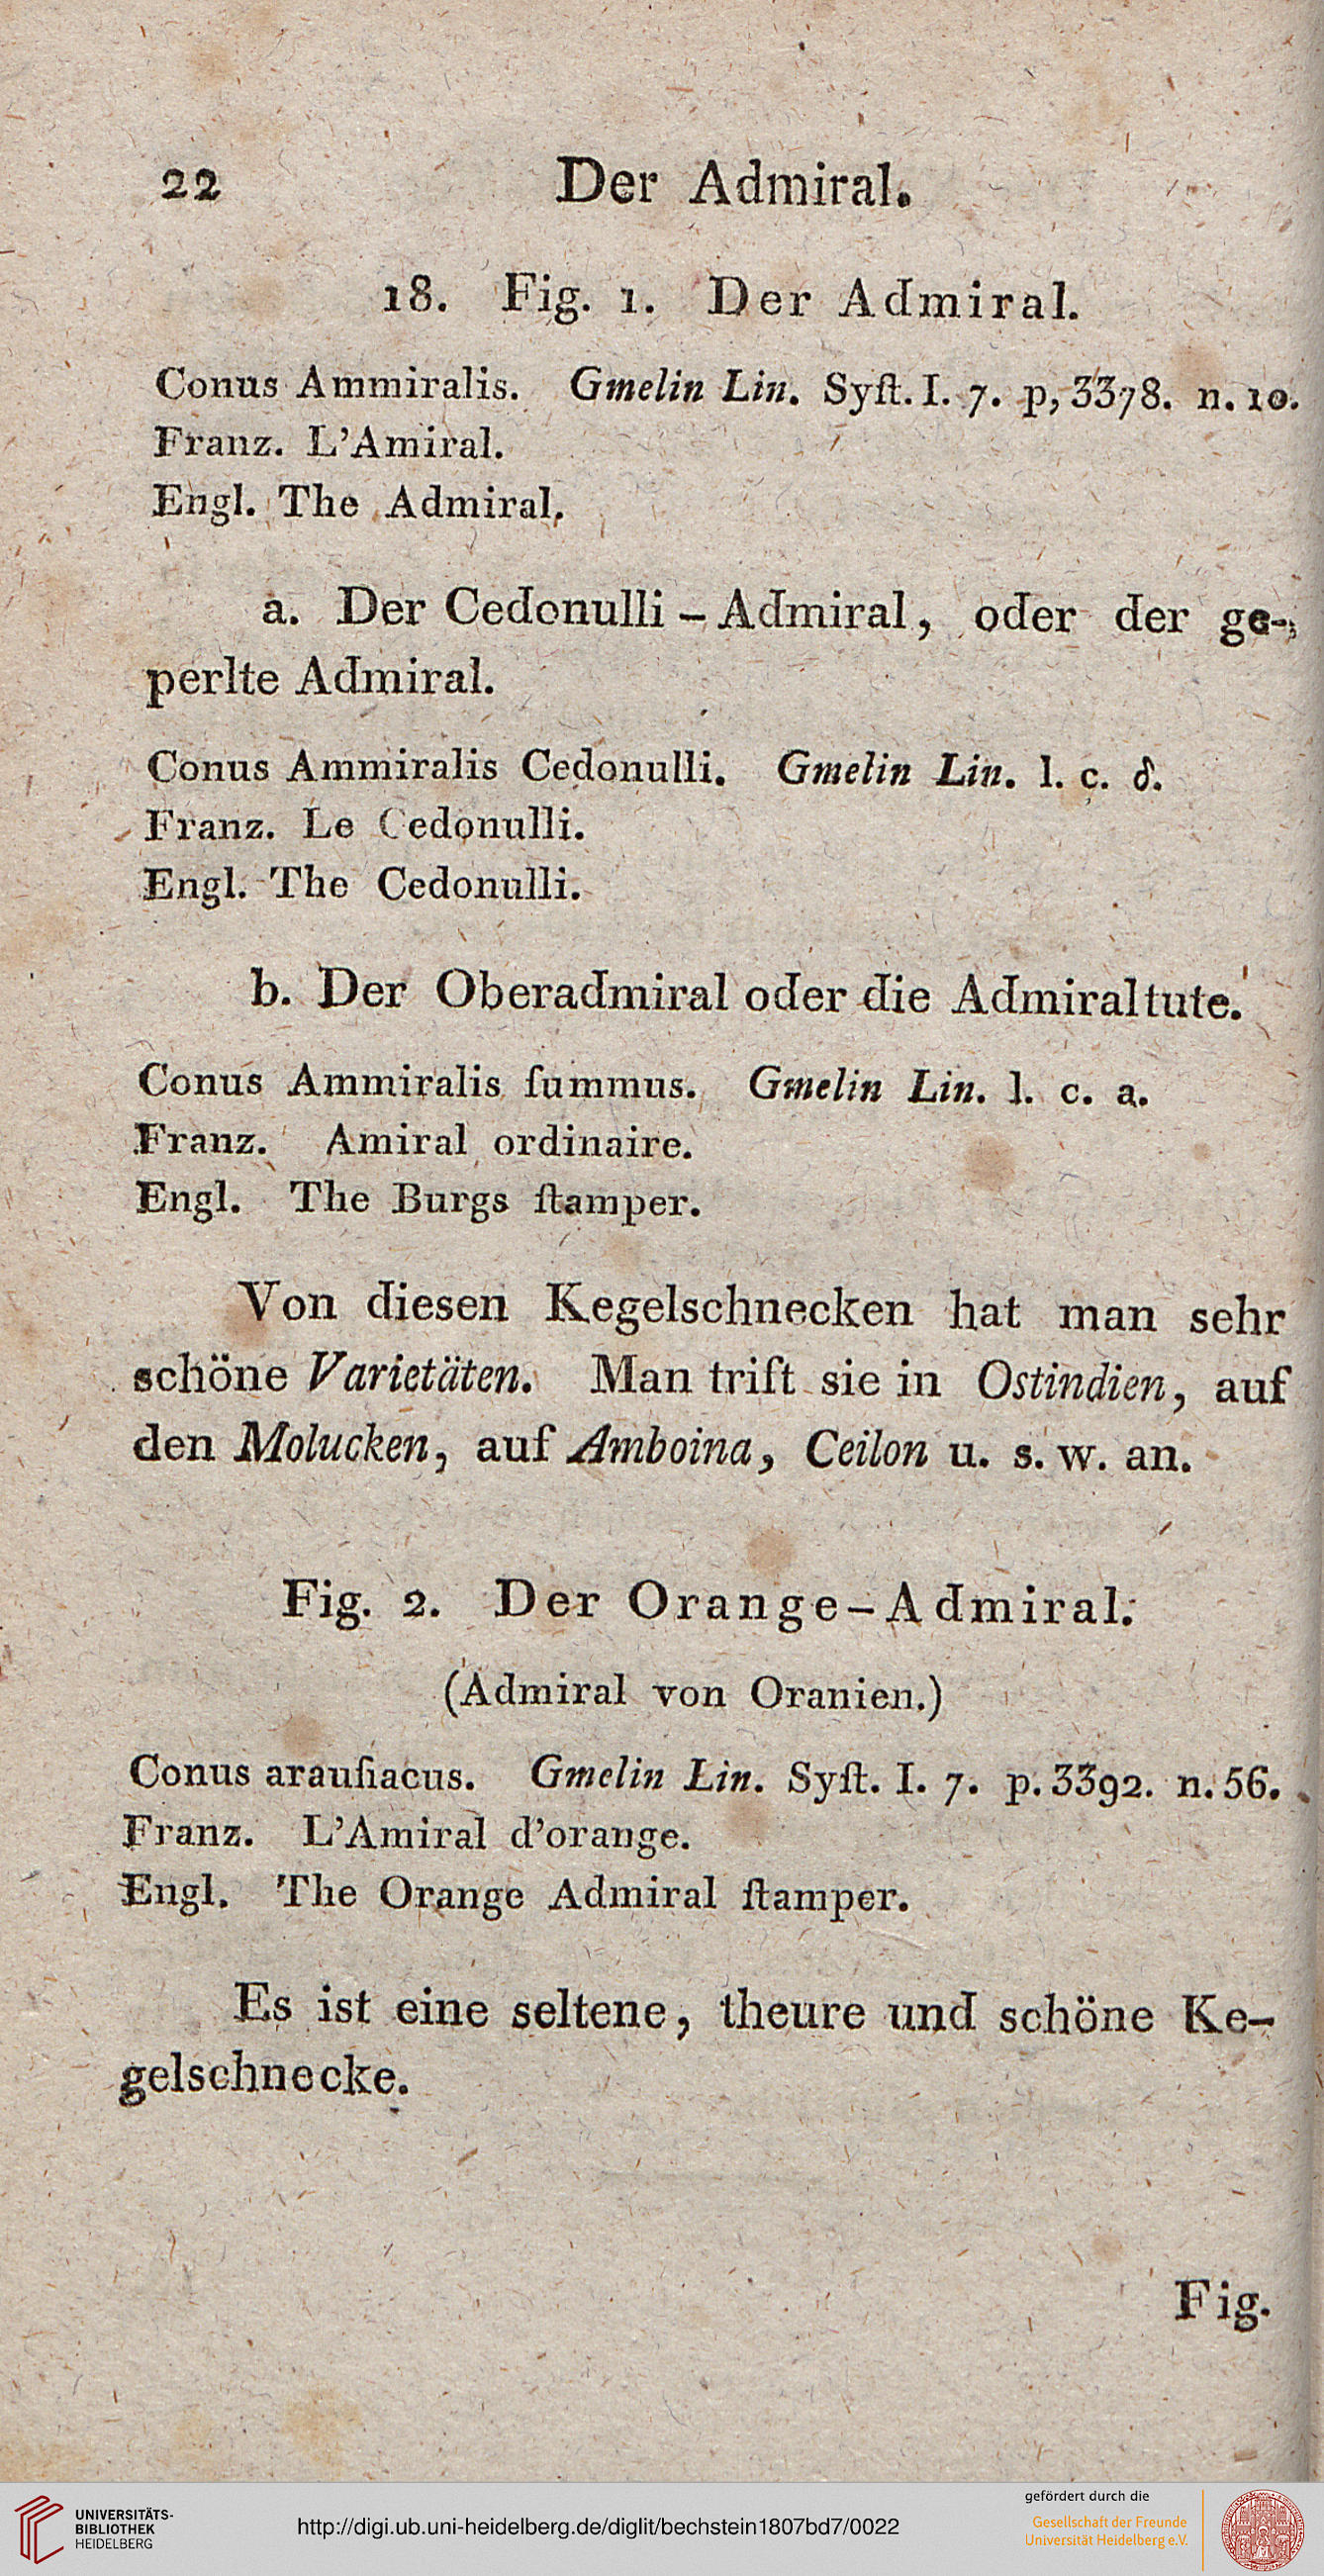 22 Der Admiral.
18. Fig. 1. Der Admiral.
Conus Ammiralis. Gmelin Lin. Syſt. I. 7. p, 3378. n. 10.
Franz. L'Amiral.
Engl. The Admiral.
a. Der Cedonulli-Admiral, oder der ge-
perlte Admiral.
Conus Ammiralis Cedonulli. Gmelin Lin. l. c. δ.
Franz. Le Cedonulli.
Engl. The Cedonulli.
b. Der Oberadmiral oder die Admiraltute.
Conus Ammiralis ſummus. Gmelin Lin. l. c. a.
Franz. Amiral ordinaire.
Engl. The Burgs ſtamper.
Von diesen Kegelschnecken hat man sehr
schöne Varietäten. Man trift sie in Ostindien, auf
den Molucken, auf Amboina, Ceilon u. s. w. an.
Fig. 2. Der Orange-Admiral.
(Admiral von Oranien.)
Conus arauſiacus. Gmelin Lin. Syſt. I. 7. p. 3392. n. 56.
Franz. L'Amiral d'orange.
Engl. The Orange Admiral ſtamper.
Es ist eine seltene, theure und schöne Ke-
gelschnecke.
Fig.
UNIVERSITÄTS-
BIBLIOTHEK
HEIDELBERG
http://digi.ub.uni-heidelberg.de/diglit/bechstein1807bd7/0022
gefördert durch die
Gesellschaft der Freunde
Universität Heidelberg e.V.